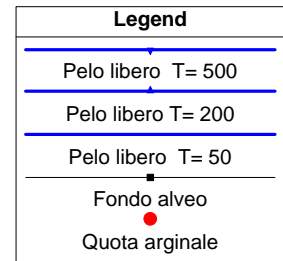 Legend
Pelo libero T= 500
Pelo libero T= 200
Pelo libero T= 50
Fondo alveo
Quota arginale